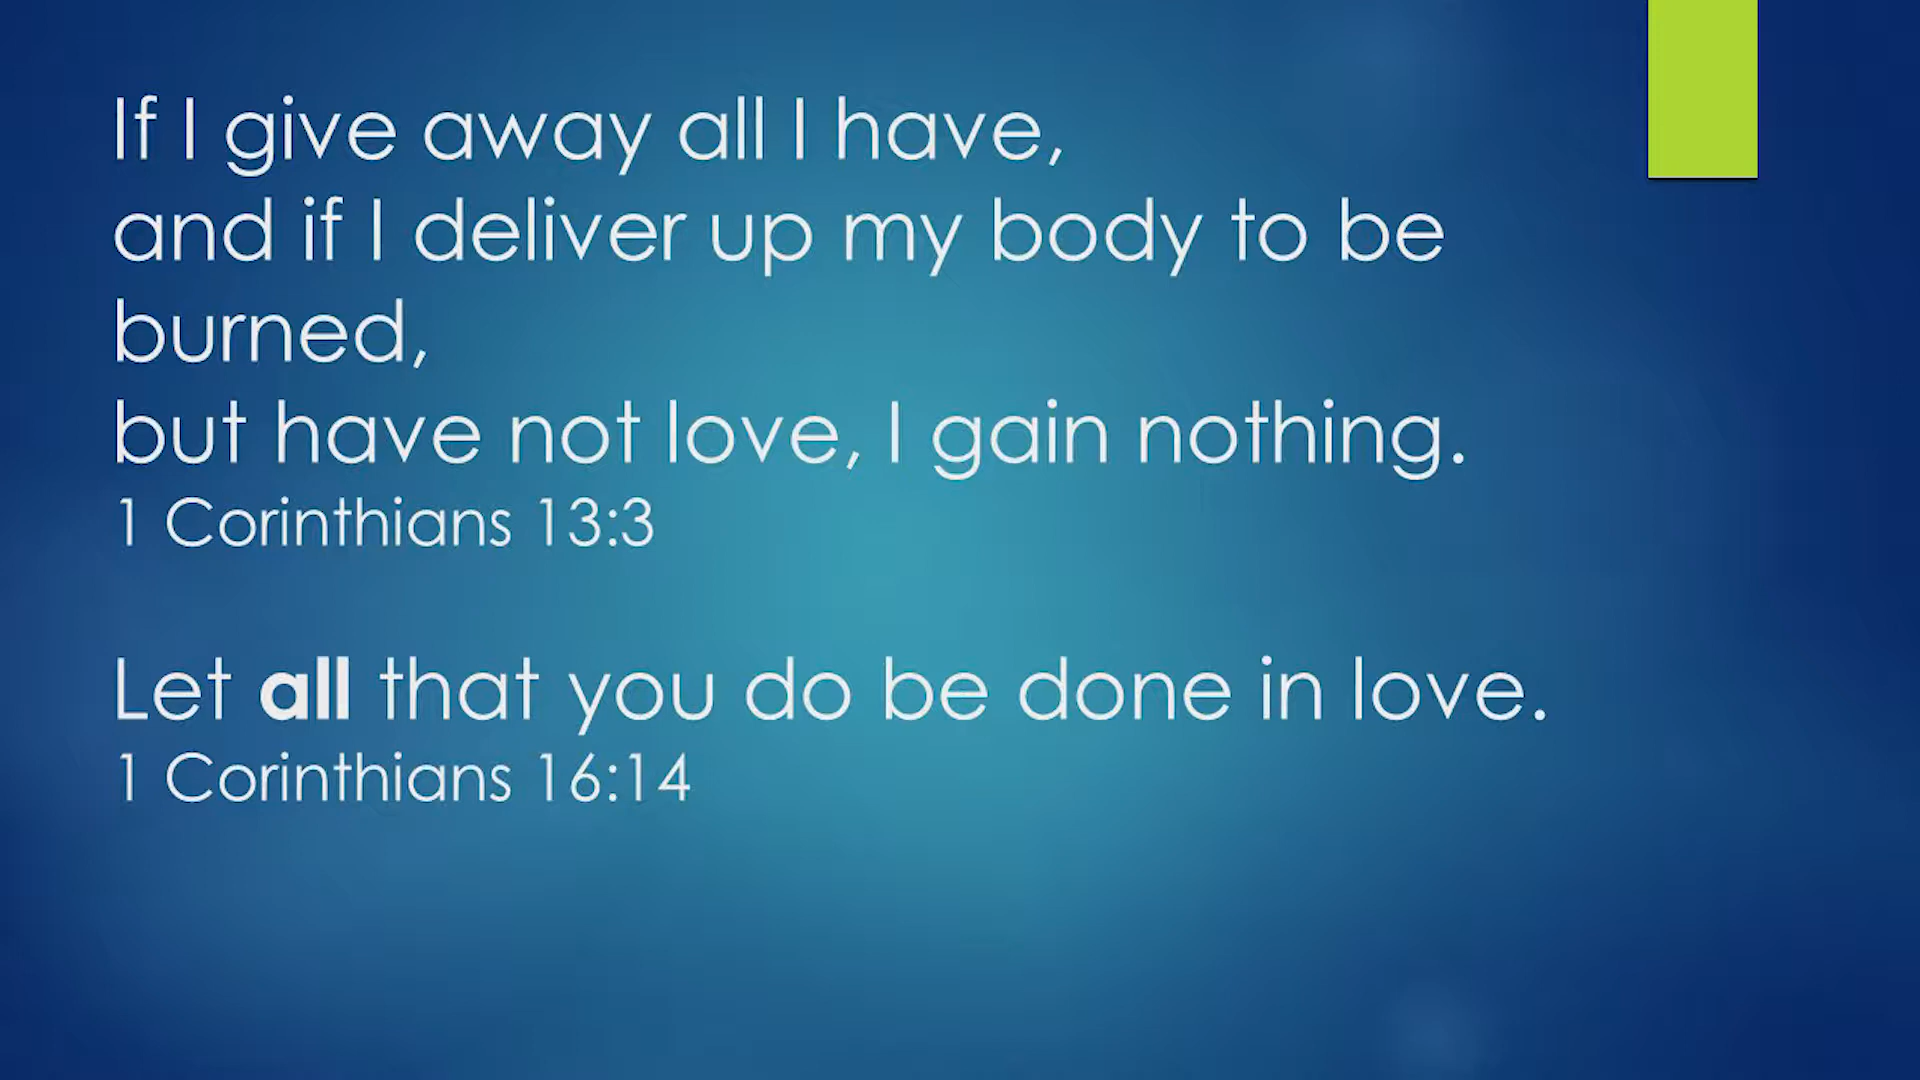 If I give away all I have,
and if I deliver up my body to be
burned,
but have not love, I gain nothing.
1 Corinthians 13:3
Let all that you do be done in love.
1 Corinthians 16:14